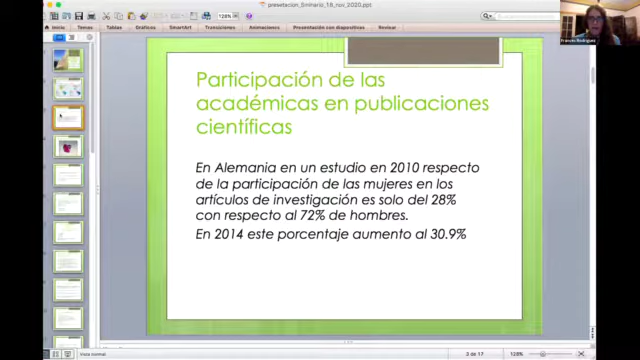 presetacion_Sminario_18_nov_2020.ppt
128%
Inicio Temas Tablas Gráficos SmartArt Transiciones Animaciones Presentación con diapositivas Revisar
Francis Rodriguez
Participación de las
académicas en publicaciones
científicas
En Alemania en un estudio en 2010 respecto
de la participación de las mujeres en los
artículos de investigación es solo del 28%
con respecto al 72% de hombres.
En 2014 este porcentaje aumento al 30.9%
Vista normal
3 de 17
128%